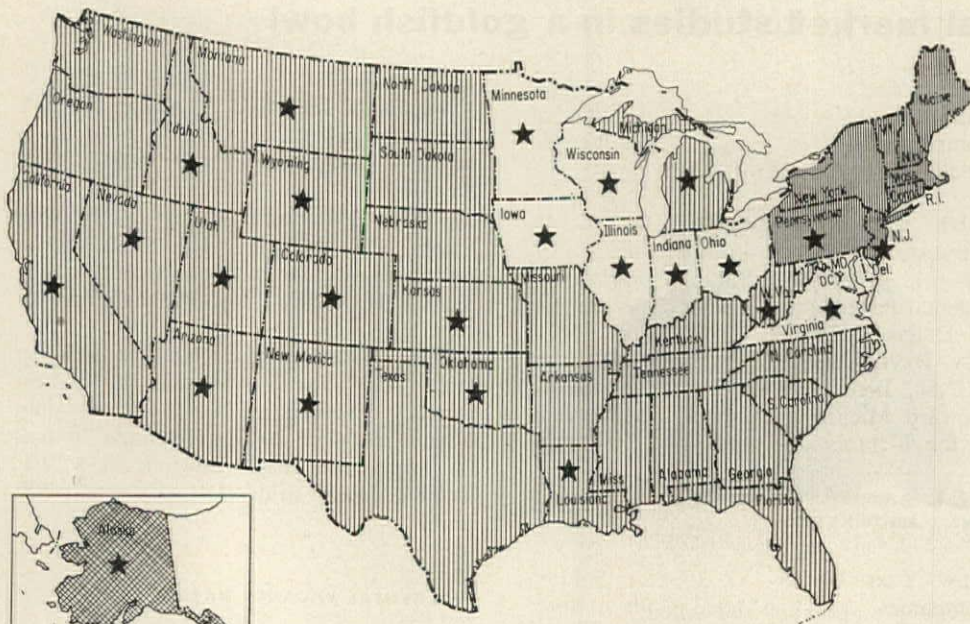 market studies in a goldfish bowl
Washington
Montana
North Dakota
Minnesota
Maine
Oregon
Idaho
Michigan
Vt.
N.H.
South Dakota
Wisconsin
Wyoming
New York
Mass.
Conn.
R.I.
California
Nevada
Utah
Nebraska
Iowa
Pennsylvania
N.J.
Illinois
Indiana
Ohio
Colorado
Kansas
Missouri
MD.
Del.
DC
W.Va.
Virginia
Kentucky
Arizona
New Mexico
Texas
Oklahoma
Arkansas
Tennessee
N. Carolina
S. Carolina
Louisiana
Miss.
Alabama
Georgia
Florida
Alaska